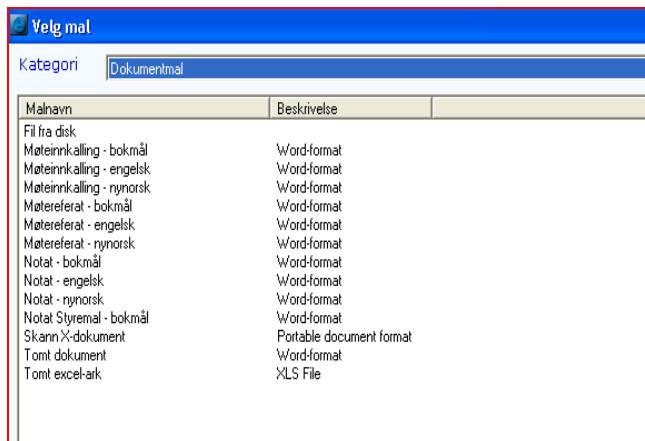 Velg mal
Kategori Dokumentmal
Malnavn Beskrivelse
Fil fra disk
Møteinnkalling - bokmål Word-format
Møteinnkalling - engelsk Word-format
Møteinnkalling - nynorsk Word-format
Møtereferat - bokmål Word-format
Møtereferat - engelsk Word-format
Møtereferat - nynorsk Word-format
Notat - bokmål Word-format
Notat - engelsk Word-format
Notat - nynorsk Word-format
Notat Styremal - bokmål Word-format
Skann X-dokument Portable document format
Tomt dokument Word-format
Tomt excel-ark XLS File